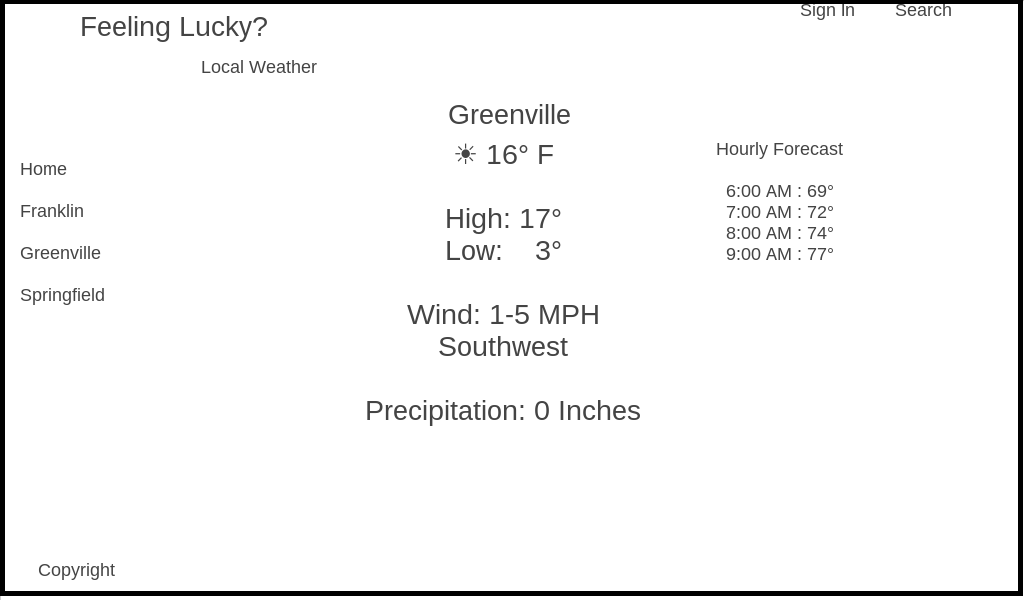 Feeling Lucky?
Sign In
Search
Local Weather
Greenville
☀ 16° F
High: 17°
Low: 3°
Wind: 1-5 MPH
Southwest
Precipitation: 0 Inches
Hourly Forecast
6:00 AM : 69°
7:00 AM : 72°
8:00 AM : 74°
9:00 AM : 77°
Home
Franklin
Greenville
Springfield
Copyright